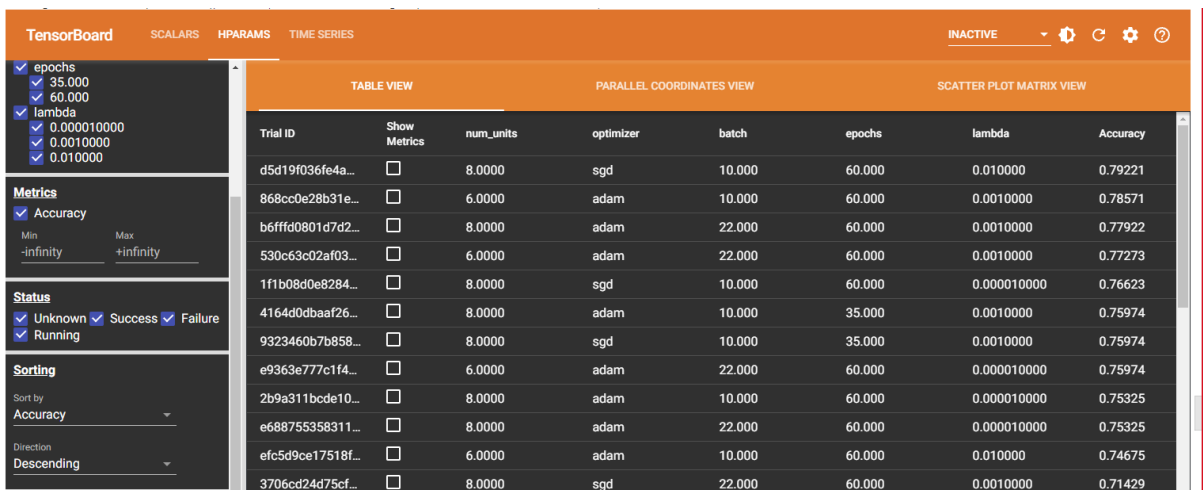 TensorBoard SCALARS HPARAMS TIME SERIES INACTIVE
epochs
35.000
60.000
lambda
0.000010000
0.0010000
0.010000
Metrics
Accuracy
Min Max
-infinity +infinity
Status
Unknown Success Failure
Running
Sorting
Sort by
Accuracy
Direction
Descending
TABLE VIEW PARALLEL COORDINATES VIEW SCATTER PLOT MATRIX VIEW
Trial ID Show Metrics num_units optimizer batch epochs lambda Accuracy
d5d19f036fe4a... 8.0000 sgd 10.000 60.000 0.010000 0.79221
868cc0e28b31e... 6.0000 adam 10.000 60.000 0.0010000 0.78571
b6fffd0801d7d2... 8.0000 adam 22.000 60.000 0.0010000 0.77922
530c63c02af03... 6.0000 adam 22.000 60.000 0.0010000 0.77273
1f1b08d0e8284... 8.0000 sgd 10.000 60.000 0.000010000 0.76623
4164d0dbaaf26... 8.0000 adam 10.000 35.000 0.0010000 0.75974
9323460b7b858... 8.0000 sgd 10.000 35.000 0.0010000 0.75974
e9363e777c1f4... 6.0000 adam 22.000 60.000 0.000010000 0.75974
2b9a311bcde10... 8.0000 adam 10.000 60.000 0.0010000 0.75325
e688755358311... 8.0000 adam 22.000 60.000 0.000010000 0.75325
efc5d9ce17518f... 6.0000 adam 10.000 60.000 0.010000 0.74675
3706cd24d75cf... 8.0000 sgd 22.000 60.000 0.0010000 0.71429